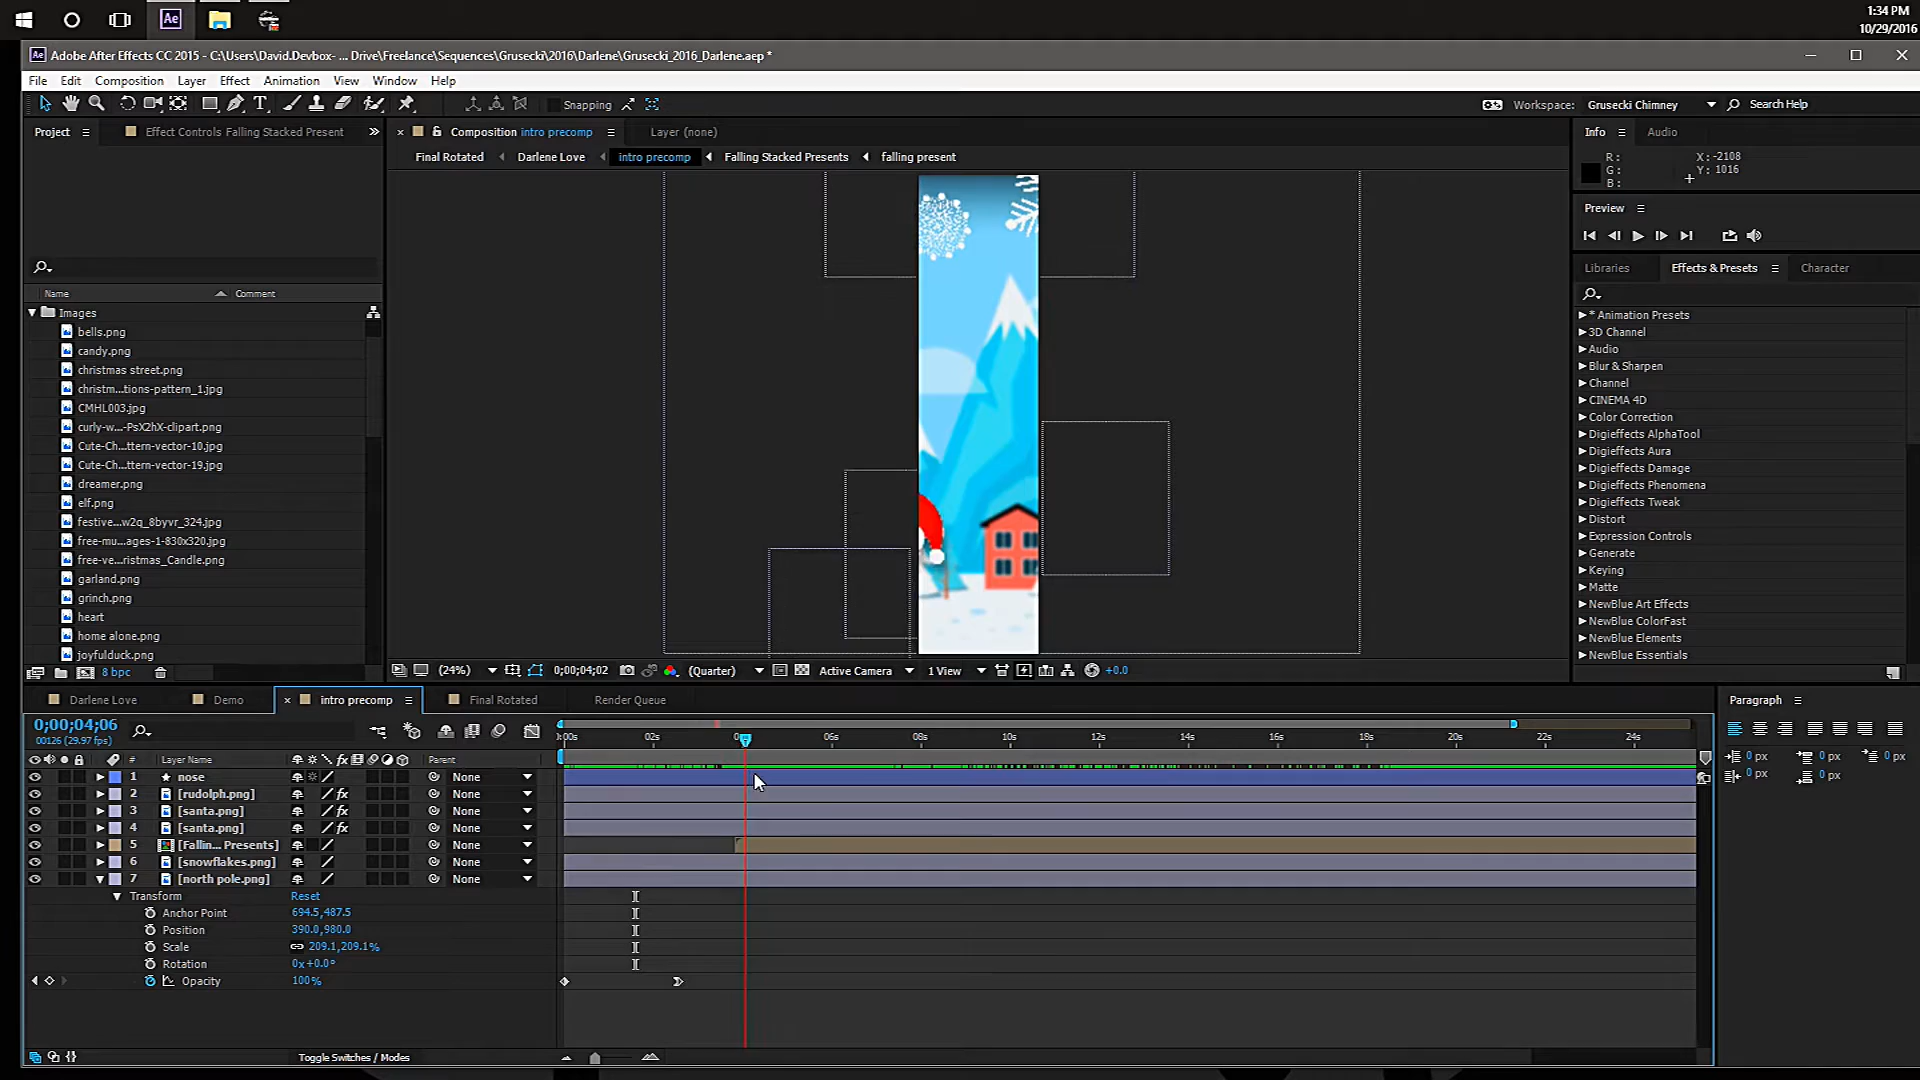 1:34 PM
10/29/2016
Ae
Ae Adobe After Effects CC 2015 - C:\Users\David.Devbox- ... Drive\Freelance\Sequences\Grusecki\2016\Darlene\Grusecki_2016_Darlene.aep *
File Edit Composition Layer Effect Animation View Window Help
Snapping
Workspace: Grusecki Chimney Search Help
Project Effect Controls Falling Stacked Present
Composition intro precomp Layer (none)
Info Audio
Final Rotated Darlene Love intro precomp Falling Stacked Presents falling present
R: X: -2108
G: Y: 1016
B:
Preview
Libraries Effects & Presets Character
Name Comment
Images
bells.png
candy.png
christmas street.png
christm...tions-pattern_1.jpg
CMHL003.jpg
curly-w...-PsX2hX-clipart.png
Cute-Ch...ttern-vector-10.jpg
Cute-Ch...ttern-vector-19.jpg
dreamer.png
elf.png
festive...w2q_8byvr_324.jpg
free-mu...ages-1-830x320.jpg
free-ve...ristmas_Candle.png
garland.png
grinch.png
heart
home alone.png
joyfulduck.png
8 bpc
* Animation Presets
3D Channel
Audio
Blur & Sharpen
Channel
CINEMA 4D
Color Correction
Digieffects AlphaTool
Digieffects Aura
Digieffects Damage
Digieffects Phenomena
Digieffects Tweak
Distort
Expression Controls
Generate
Keying
Matte
NewBlue Art Effects
NewBlue ColorFast
NewBlue Elements
NewBlue Essentials
(24%) 0;00;04;02 (Quarter) Active Camera 1 View +0.0
Darlene Love Demo intro precomp Final Rotated Render Queue
Paragraph
0;00;04;06
00126 (29.97 fps)
):00s 02s 06s 08s 10s 12s 14s 16s 18s 20s 22s 24s
0 px 0 px 0 px
0 px 0 px
# Layer Name Parent
1 nose None
2 [rudolph.png] None
3 [santa.png] None
4 [santa.png] None
5 [Fallin... Presents] None
6 [snowflakes.png] None
7 [north pole.png] None
Transform Reset
Anchor Point 694.5,487.5
Position 390.0,980.0
Scale 209.1,209.1%
Rotation 0x+0.0°
Opacity 100%
Toggle Switches / Modes